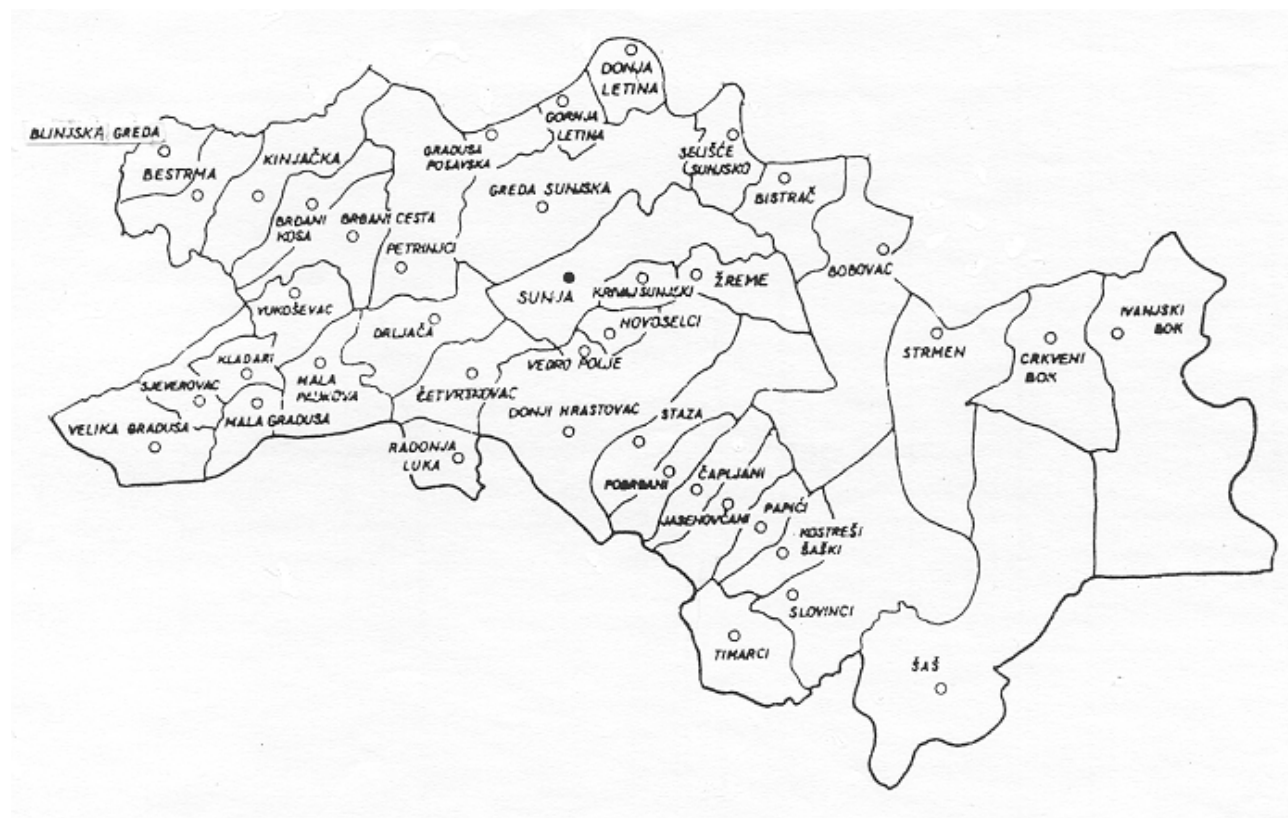 DONJA
LETINA
GORNJA
LETINA
BLINJSKA GREDA
GRADUSA
POSAVSKA
SELIŠĆE
SUNJSKO
KINJAČKA
BESTRMA
GREDA SUNJSKA
BISTRAČ
BRĐANI
KOSA
BRĐANI CESTA
PETRINJCI
BOBOVAC
SUNJA
KRIVAJ SUNJSKI
ŽREME
VUKOŠEVAC
NOVOSELCI
IVANJSKI
BOK
DRLJAČA
STRMEN
CRKVENI
BOK
VEDRO POLJE
KLADARI
MALA
PAUKOVA
ČETVRTKOVAC
SJEVEROVAC
VELIKA GRADUSA
MALA GRADUSA
DONJI HRASTOVAC
STAZA
RADONJA
LUKA
POBRĐANI
ČAPLJANI
JASENOVČANI
PAPIĆI
KOSTREŠI
ŠAŠKI
SLOVINCI
TIMARCI
ŠAŠ